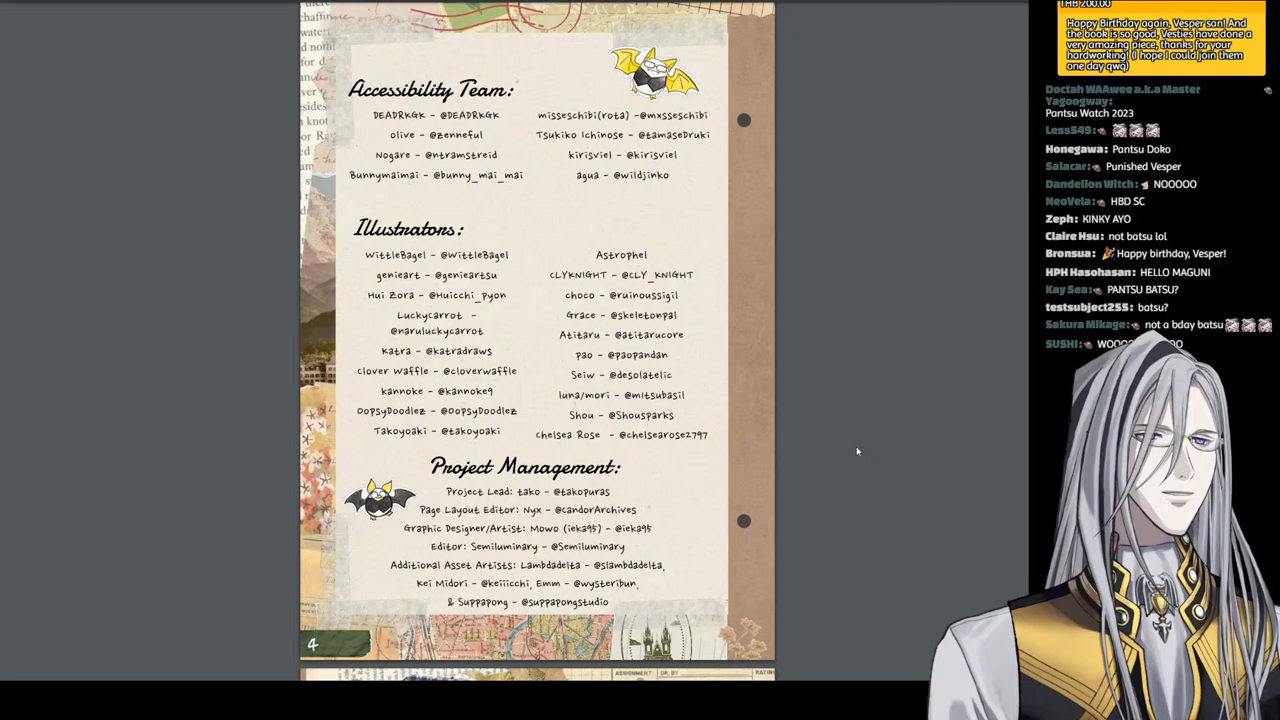 Accessibility Team:
DEADRKGK - @DEADRKGK
misseschibi(rota) -@mxsseschibi
olive - @zenneful
Tsukiko Ichinose - @tamaseDruki
Nogare - @ntramstreid
kirisviel - @kirisviel
Bunnymaimai - @bunny_mai_mai
agua - @wildjinko
Illustrators:
WittleBagel - @WittleBagel
Astrophel
genieart - @genieartsu
CLYKNIGHT - @CLY_KNIGHT
Hui Zora - @Huicchi_pyon
choco - @ruinoussigil
Luckycarrot -
@naruluckycarrot
Grace - @skeletonpal
Atitaru - @atitarucore
Katra - @katradraws
pao - @paopandan
Clover Waffle - @cloverwaffle
Seiw - @desolatelic
kannoke - @kannoke9
luna/mori - @m1tsubasil
OopsyDoodlez - @OopsyDoodlez
Shou - @Shousparks
Takoyoaki - @takoyoaki
Chelsea Rose - @chelsearose2797
Project Management:
Project Lead: tako - @takopuras
Page Layout Editor: Nyx - @CandorArchives
Graphic Designer/Artist: Mowo (ieka95) - @ieka95
Editor: Semiluminary - @Semiluminary
Additional Asset Artists: Lambdadelta - @slambdadelta,
Kei Midori - @keiiicchi, Emm - @wysteribun,
& Suppapong - @suppapongstudio
4
ASSIGNMENT
DR. BY
RATING
THB 200.00
Happy Birthday again, Vesper san! And
the book is so good, Vesties have done a
very amazing piece, thanks for your
hardworking! (I hope I could join them
one day qwq)
Doctah WAAwee a.k.a Master
Yagoogway:
Pantsu Watch 2023
Less549:
Honegawa: Pantsu Doko
Salacar: Punished Vesper
Dandelion Witch: NOOOOO
NeoVela: HBD SC
Zeph: KINKY AYO
Claire Hsu: not batsu lol
Bronsua: Happy birthday, Vesper!
HPH Hasohasan: HELLO MAGUNI
Kay Sea: PANTSU BATSU?
testsubject255: batsu?
Sakura Mikage: not a bday batsu
SUSHI: